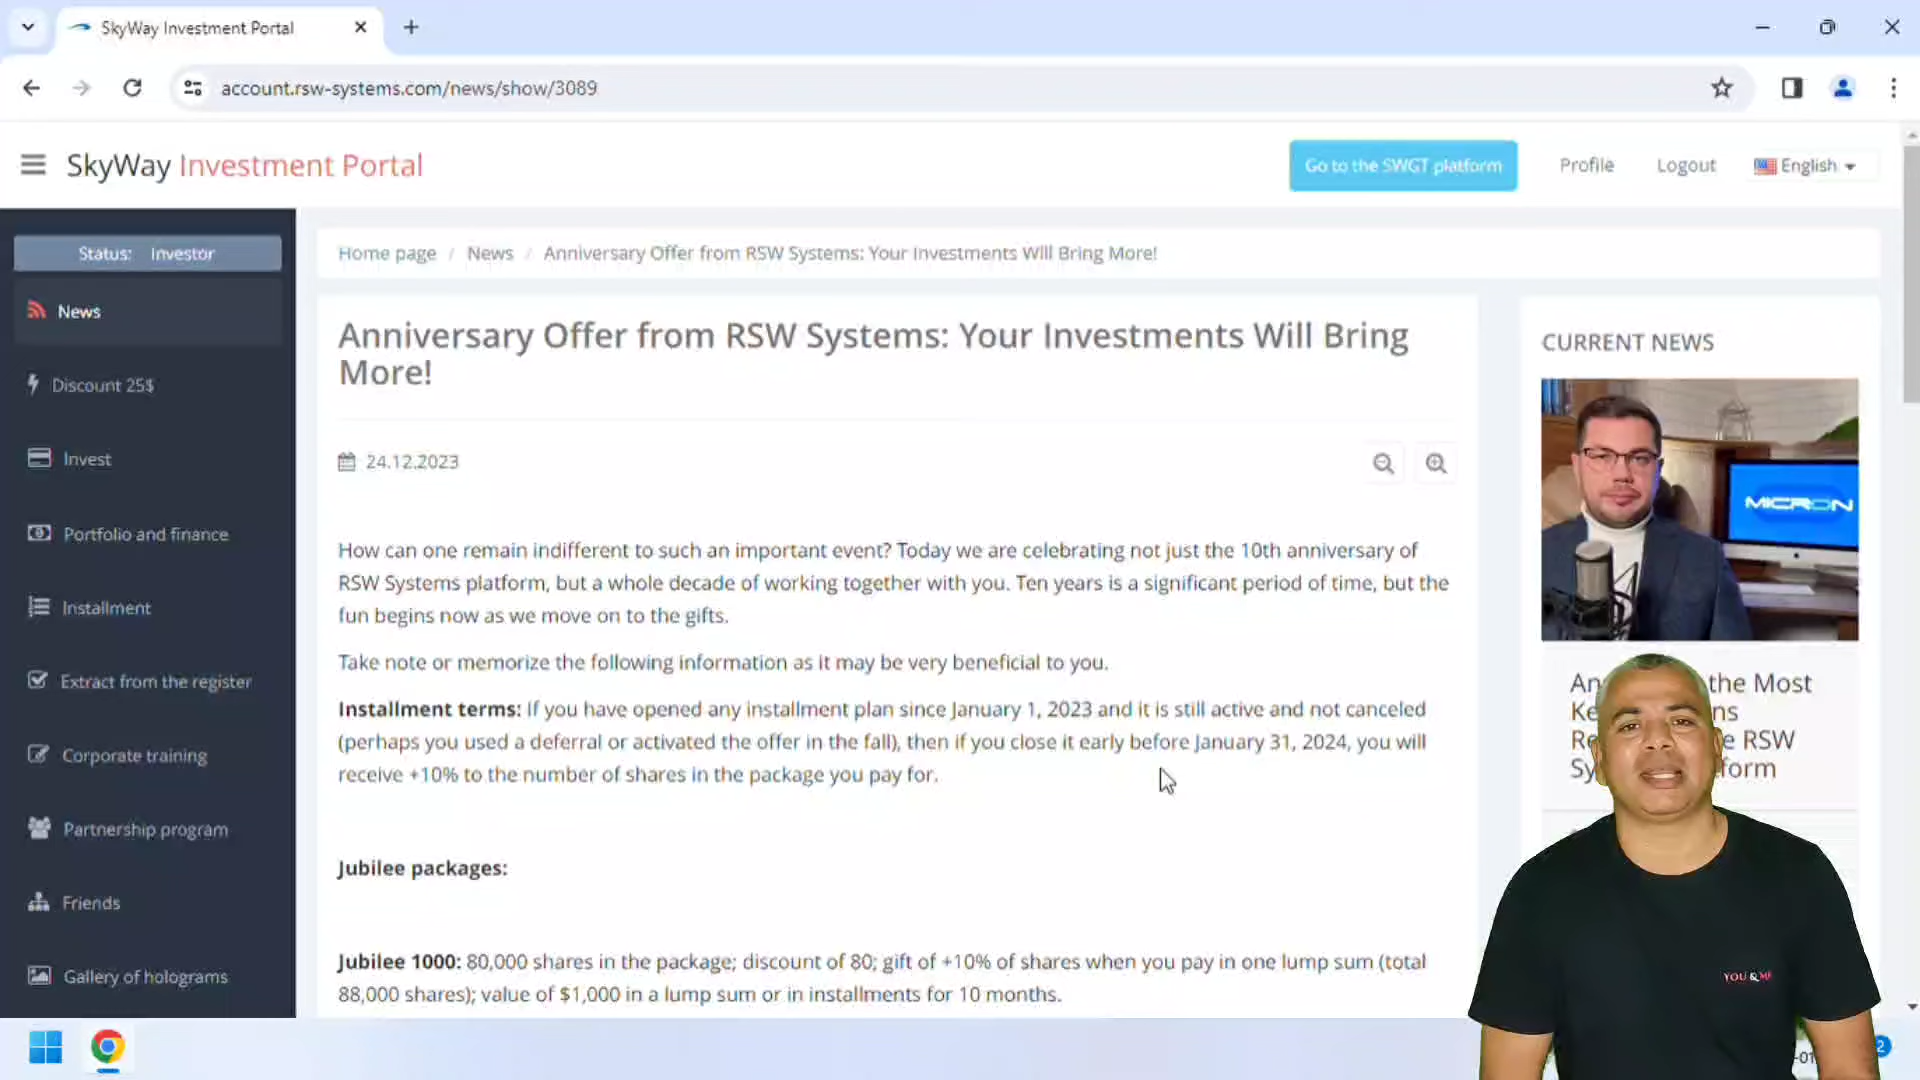 SkyWay Investment Portal
account.rsw-systems.com/news/show/3089
SkyWay Investment Portal
Go to the SWGT platform
Profile
Logout
English
Status: Investor
News
Discount 25$
Invest
Portfolio and finance
Installment
Extract from the register
Corporate training
Partnership program
Friends
Gallery of holograms
Home page / News / Anniversary Offer from RSW Systems: Your Investments Will Bring More!
Anniversary Offer from RSW Systems: Your Investments Will Bring
More!
24.12.2023
How can one remain indifferent to such an important event? Today we are celebrating not just the 10th anniversary of
RSW Systems platform, but a whole decade of working together with you. Ten years is a significant period of time, but the
fun begins now as we move on to the gifts.
Take note or memorize the following information as it may be very beneficial to you.
Installment terms: If you have opened any installment plan since January 1, 2023 and it is still active and not canceled
(perhaps you used a deferral or activated the offer in the fall), then if you close it early before January 31, 2024, you will
receive +10% to the number of shares in the package you pay for.
Jubilee packages:
Jubilee 1000: 80,000 shares in the package; discount of 80; gift of +10% of shares when you pay in one lump sum (total
88,000 shares); value of $1,000 in a lump sum or in installments for 10 months.
CURRENT NEWS
MICRON
the Most
RSW
YOU & ME
2